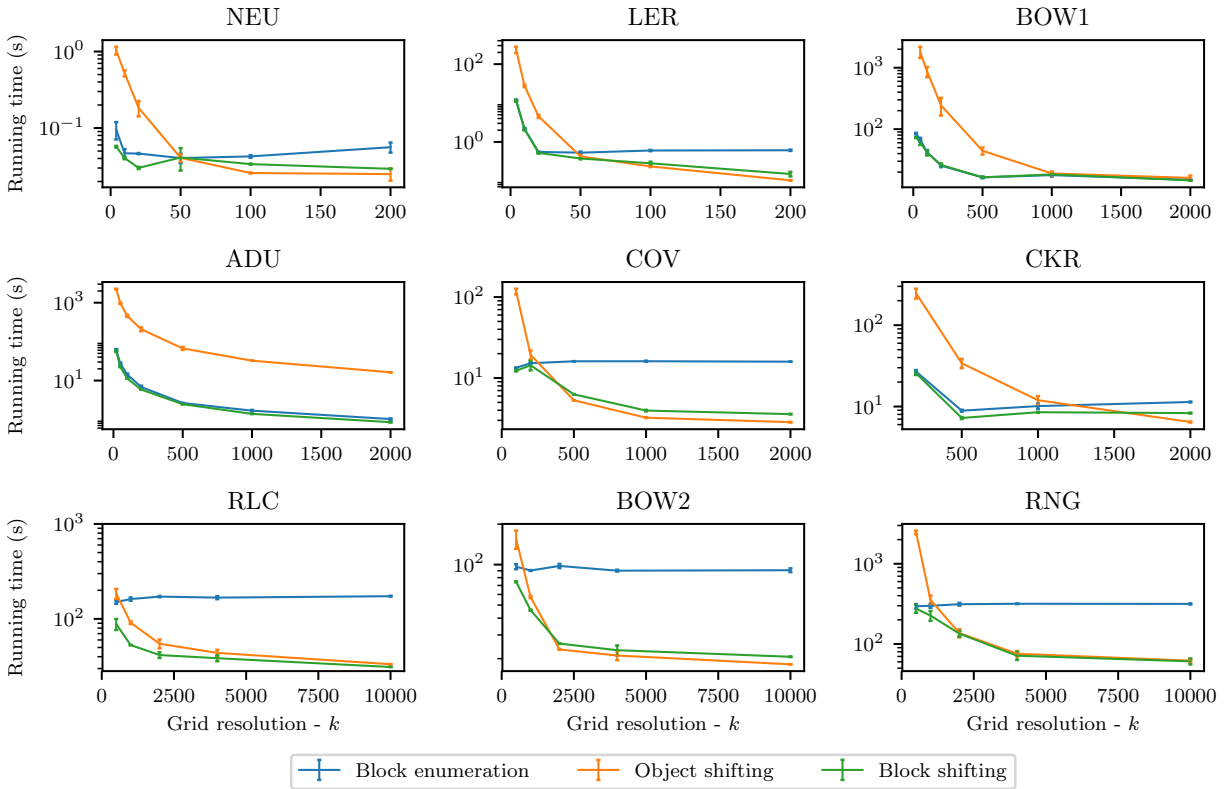 NEU
LER
BOW1
Running time (s)
10^0
10^-1
0 50 100 150 200
10^2
10^0
0 50 100 150 200
10^3
10^2
0 500 1000 1500 2000
ADU
COV
CKR
Running time (s)
10^3
10^1
0 500 1000 1500 2000
10^2
10^1
0 500 1000 1500 2000
10^2
10^1
500 1000 1500 2000
RLC
BOW2
RNG
Running time (s)
10^3
10^2
0 2500 5000 7500 10000
10^2
0 2500 5000 7500 10000
10^3
10^2
0 2500 5000 7500 10000
Grid resolution - k
Grid resolution - k
Grid resolution - k
Block enumeration Object shifting Block shifting